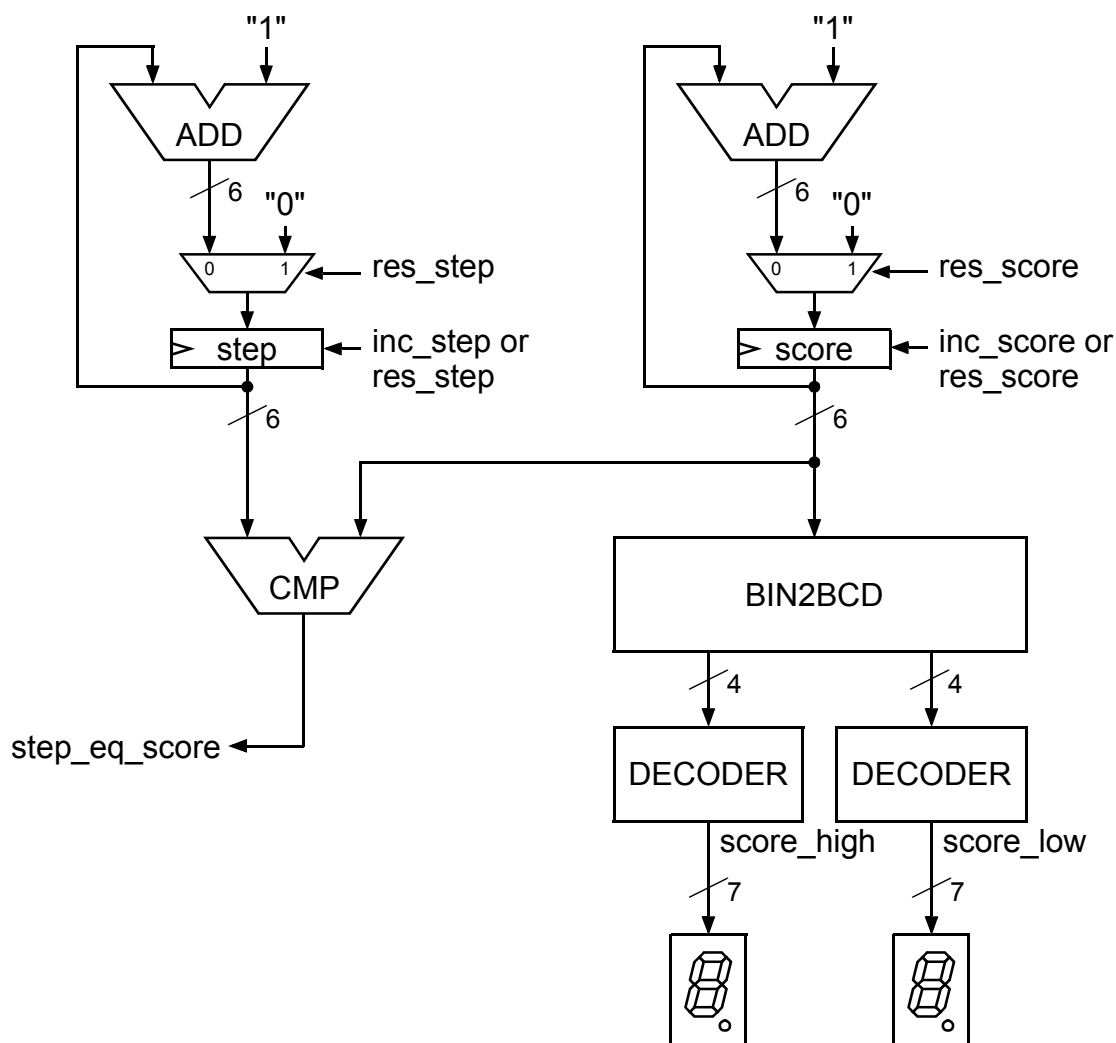 "1"
"1"
ADD
ADD
6
6
"0"
"0"
0
1
res_step
0
1
res_score
step
inc_step or
res_step
score
inc_score or
res_score
6
6
CMP
BIN2BCD
4
4
step_eq_score
DECODER
DECODER
score_high
score_low
7
7